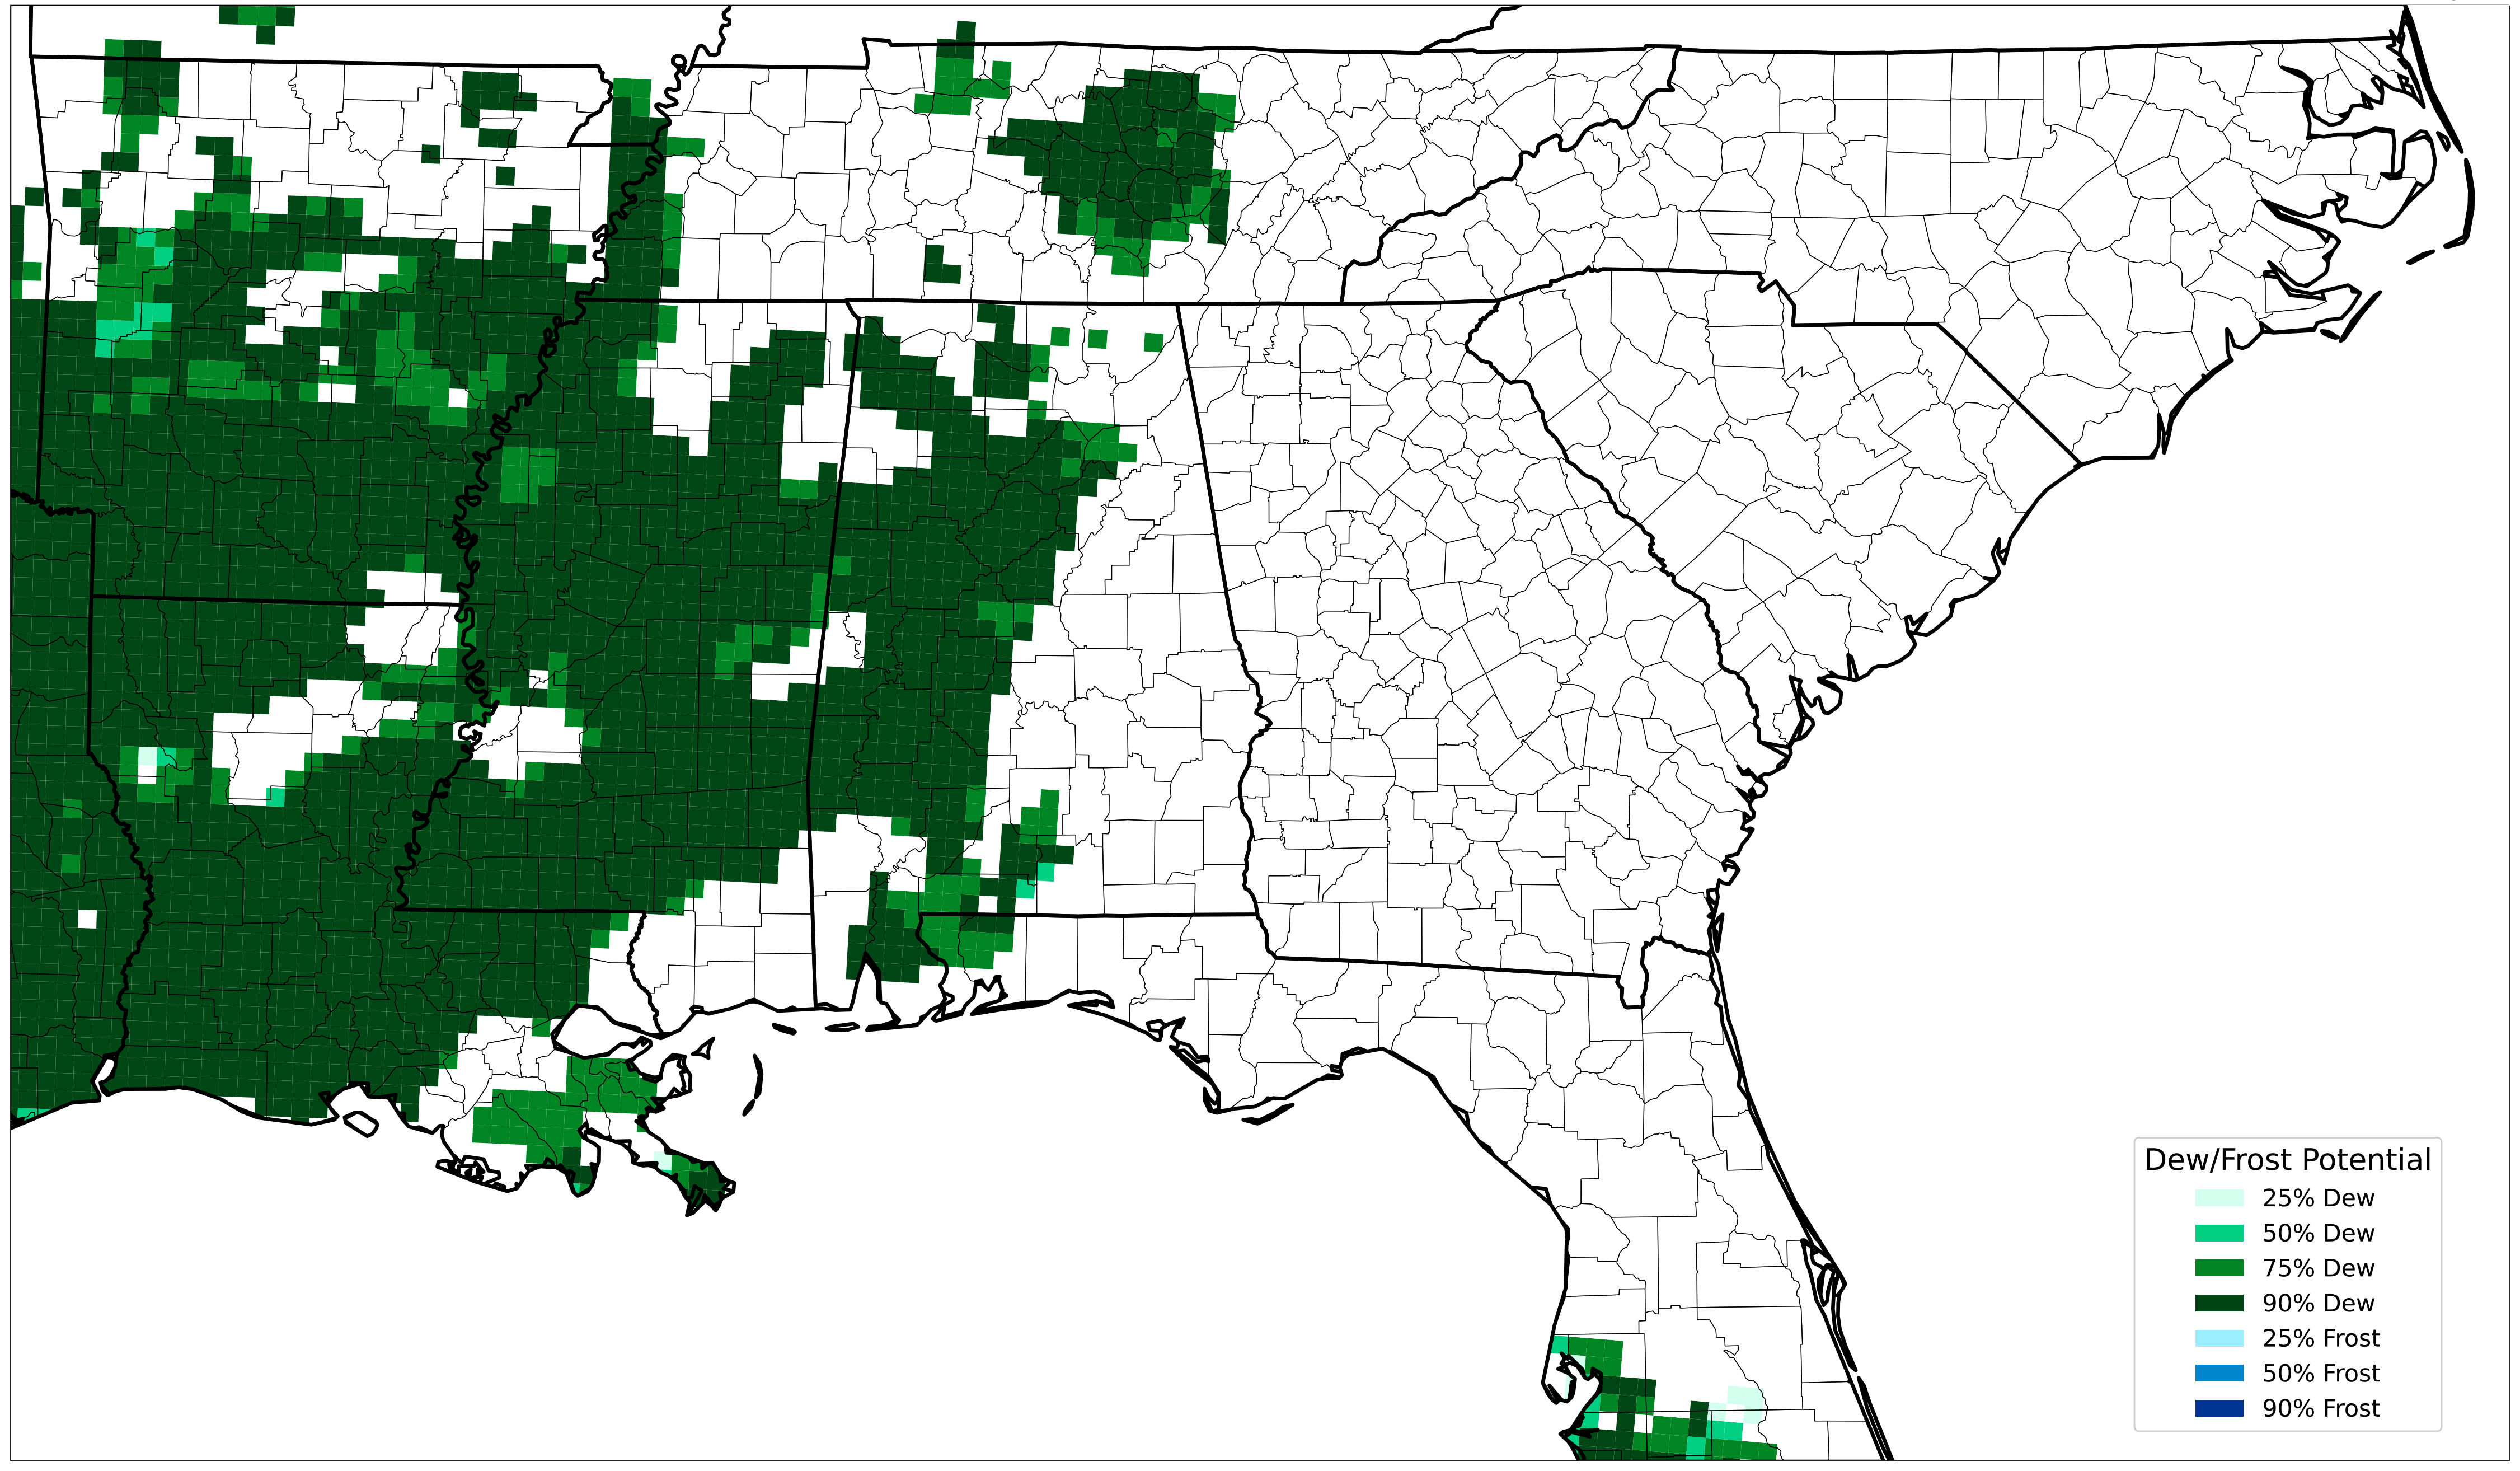 Dew/Frost Potential
25% Dew
50% Dew
75% Dew
90% Dew
25% Frost
50% Frost
90% Frost